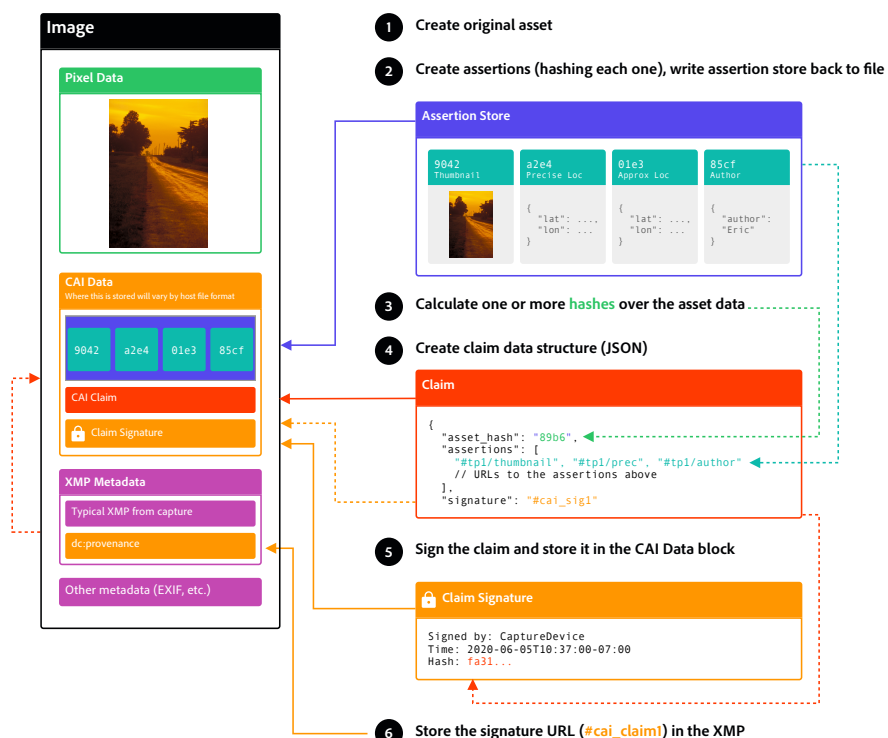 Image
Pixel Data
CAI Data
Where this is stored will vary by host file format
9042 a2e4 01e3 85cf
CAI Claim
Claim Signature
XMP Metadata
Typical XMP from capture
dc:provenance
Other metadata (EXIF, etc.)
1 Create original asset
2 Create assertions (hashing each one), write assertion store back to file
Assertion Store
9042 a2e4 01e3 85cf
Thumbnail Precise Loc Approx Loc Author
{ { {
"lat": ..., "lat": ..., "author":
"lon": ... "lon": ... "Eric"
} } }
3 Calculate one or more hashes over the asset data
4 Create claim data structure (JSON)
Claim
{
"asset_hash": "89b6",
"assertions": [
"#tp1/thumbnail", "#tp1/prec", "#tp1/author"
// URLs to the assertions above
],
"signature": "#cai_sig1"
5 Sign the claim and store it in the CAI Data block
Claim Signature
Signed by: CaptureDevice
Time: 2020-06-05T10:37:00-07:00
Hash: fa31...
6 Store the signature URL (#cai_claim1) in the XMP